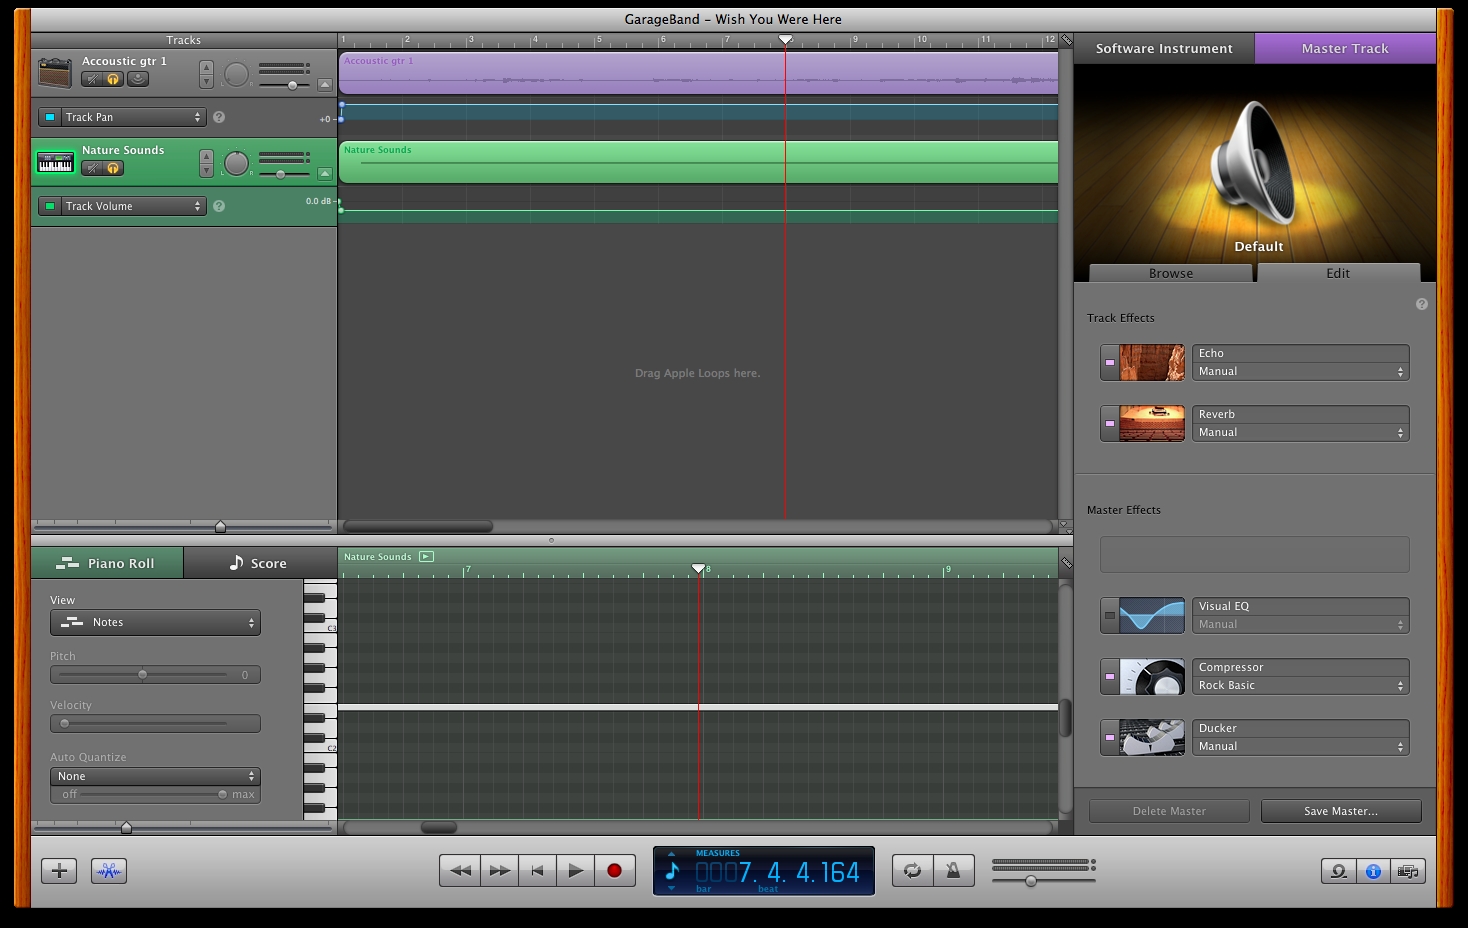 GarageBand – Wish You Were Here
Tracks
1 2 3 4 5 6 7 8 9 10 11 12
Accoustic gtr 1
L R
Accoustic gtr 1
Track Pan
?
+0
Nature Sounds
L R
Nature Sounds
Track Volume
?
0.0 dB
Drag Apple Loops here.
Software Instrument
Master Track
Default
Browse
Edit
?
Track Effects
Echo
Manual
Reverb
Manual
Master Effects
Visual EQ
Manual
Compressor
Rock Basic
Ducker
Manual
Delete Master
Save Master...
Piano Roll
Score
Nature Sounds
7 8 9
View
Notes
Pitch
0
Velocity
Auto Quantize
None
off
max
C3
C2
MEASURES
0007. 4. 4.164
bar
beat